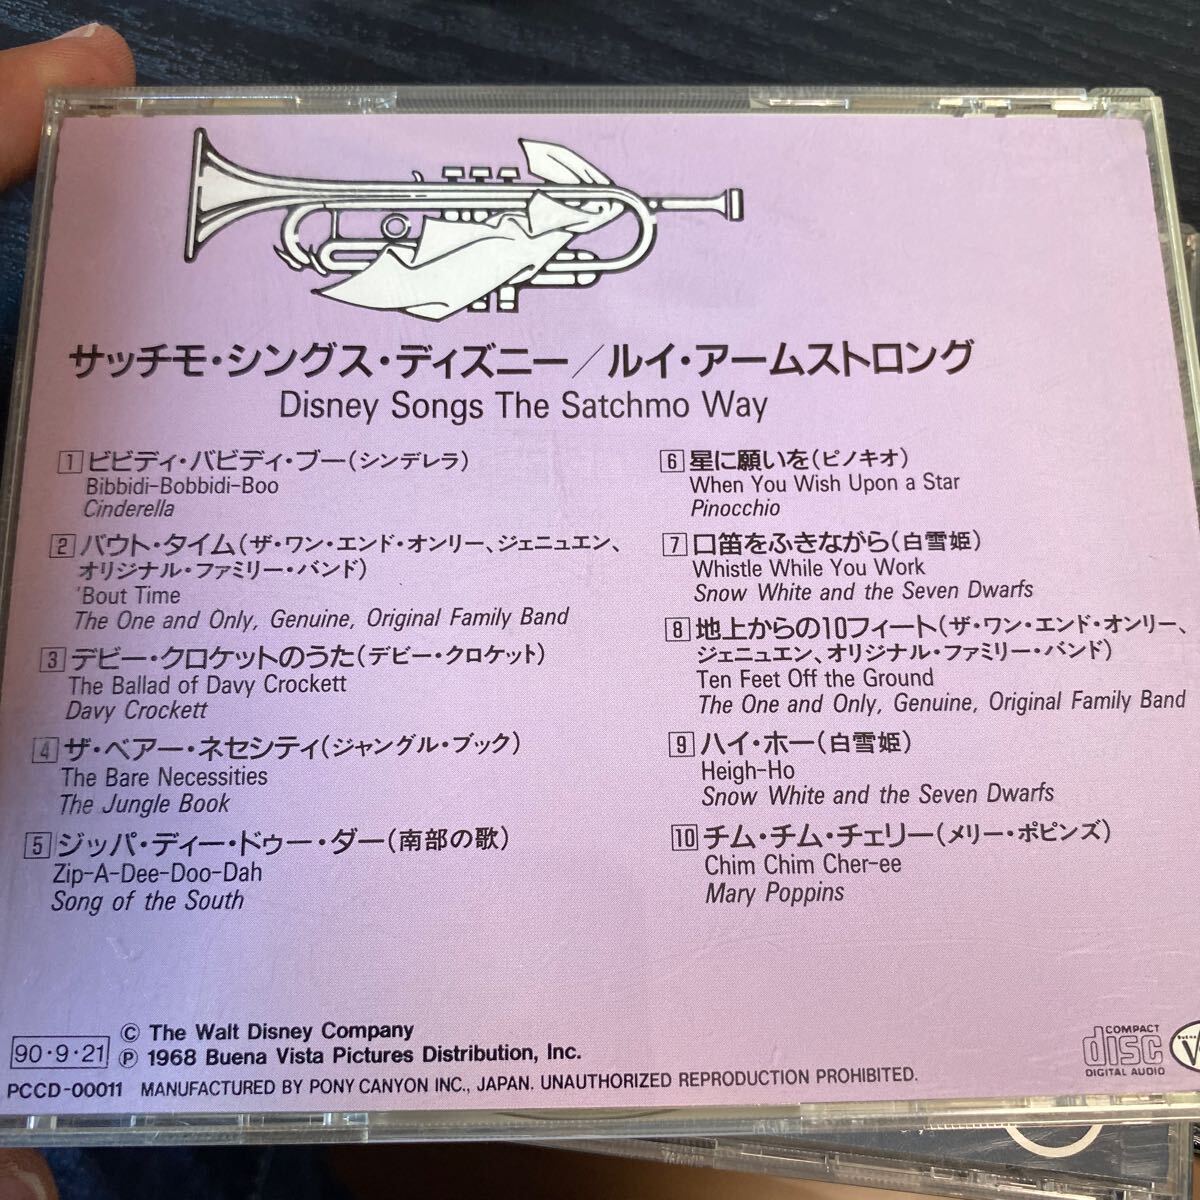 サッチモ・シングス・ディズニー/ルイ・アームストロング
Disney Songs The Satchmo Way
1 ビビディ・バビディ・ブー(シンデレラ)
Bibbidi-Bobbidi-Boo
Cinderella
2 バウト・タイム(ザ・ワン・エンド・オンリー、ジェニュエン、
オリジナル・ファミリー・バンド)
'Bout Time
The One and Only, Genuine, Original Family Band
3 デビー・クロケットのうた(デビー・クロケット)
The Ballad of Davy Crockett
Davy Crockett
4 ザ・ベアー・ネセシティ(ジャングル・ブック)
The Bare Necessities
The Jungle Book
5 ジッパ・ディー・ドゥー・ダー(南部の歌)
Zip-A-Dee-Doo-Dah
Song of the South
6 星に願いを(ピノキオ)
When You Wish Upon a Star
Pinocchio
7 口笛をふきながら(白雪姫)
Whistle While You Work
Snow White and the Seven Dwarfs
8 地上からの10フィート(ザ・ワン・エンド・オンリー、
ジェニュエン、オリジナル・ファミリー・バンド)
Ten Feet Off the Ground
The One and Only, Genuine, Original Family Band
9 ハイ・ホー(白雪姫)
Heigh-Ho
Snow White and the Seven Dwarfs
10 チム・チム・チェリー(メリー・ポピンズ)
Chim Chim Cher-ee
Mary Poppins
© The Walt Disney Company
90・9・21 ℗ 1968 Buena Vista Pictures Distribution, Inc.
PCCD-00011 MANUFACTURED BY PONY CANYON INC., JAPAN. UNAUTHORIZED REPRODUCTION PROHIBITED.
COMPACT
disc
DIGITAL AUDIO